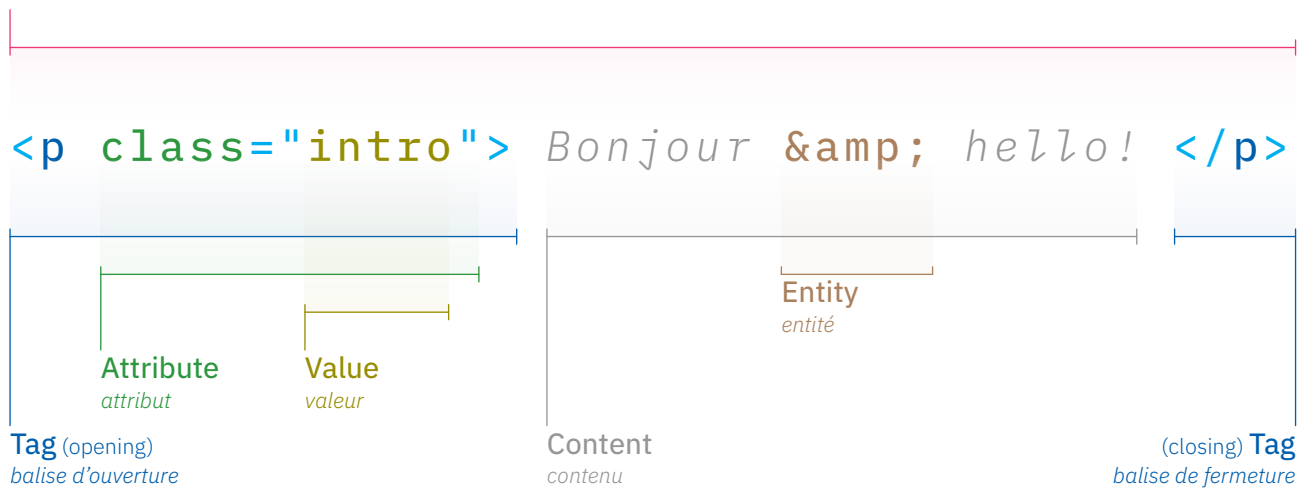 <p class="intro"> Bonjour &amp; hello! </p>
Entity
entité
Attribute
attribut
Value
valeur
Tag (opening)
balise d’ouverture
Content
contenu
(closing) Tag
balise de fermeture